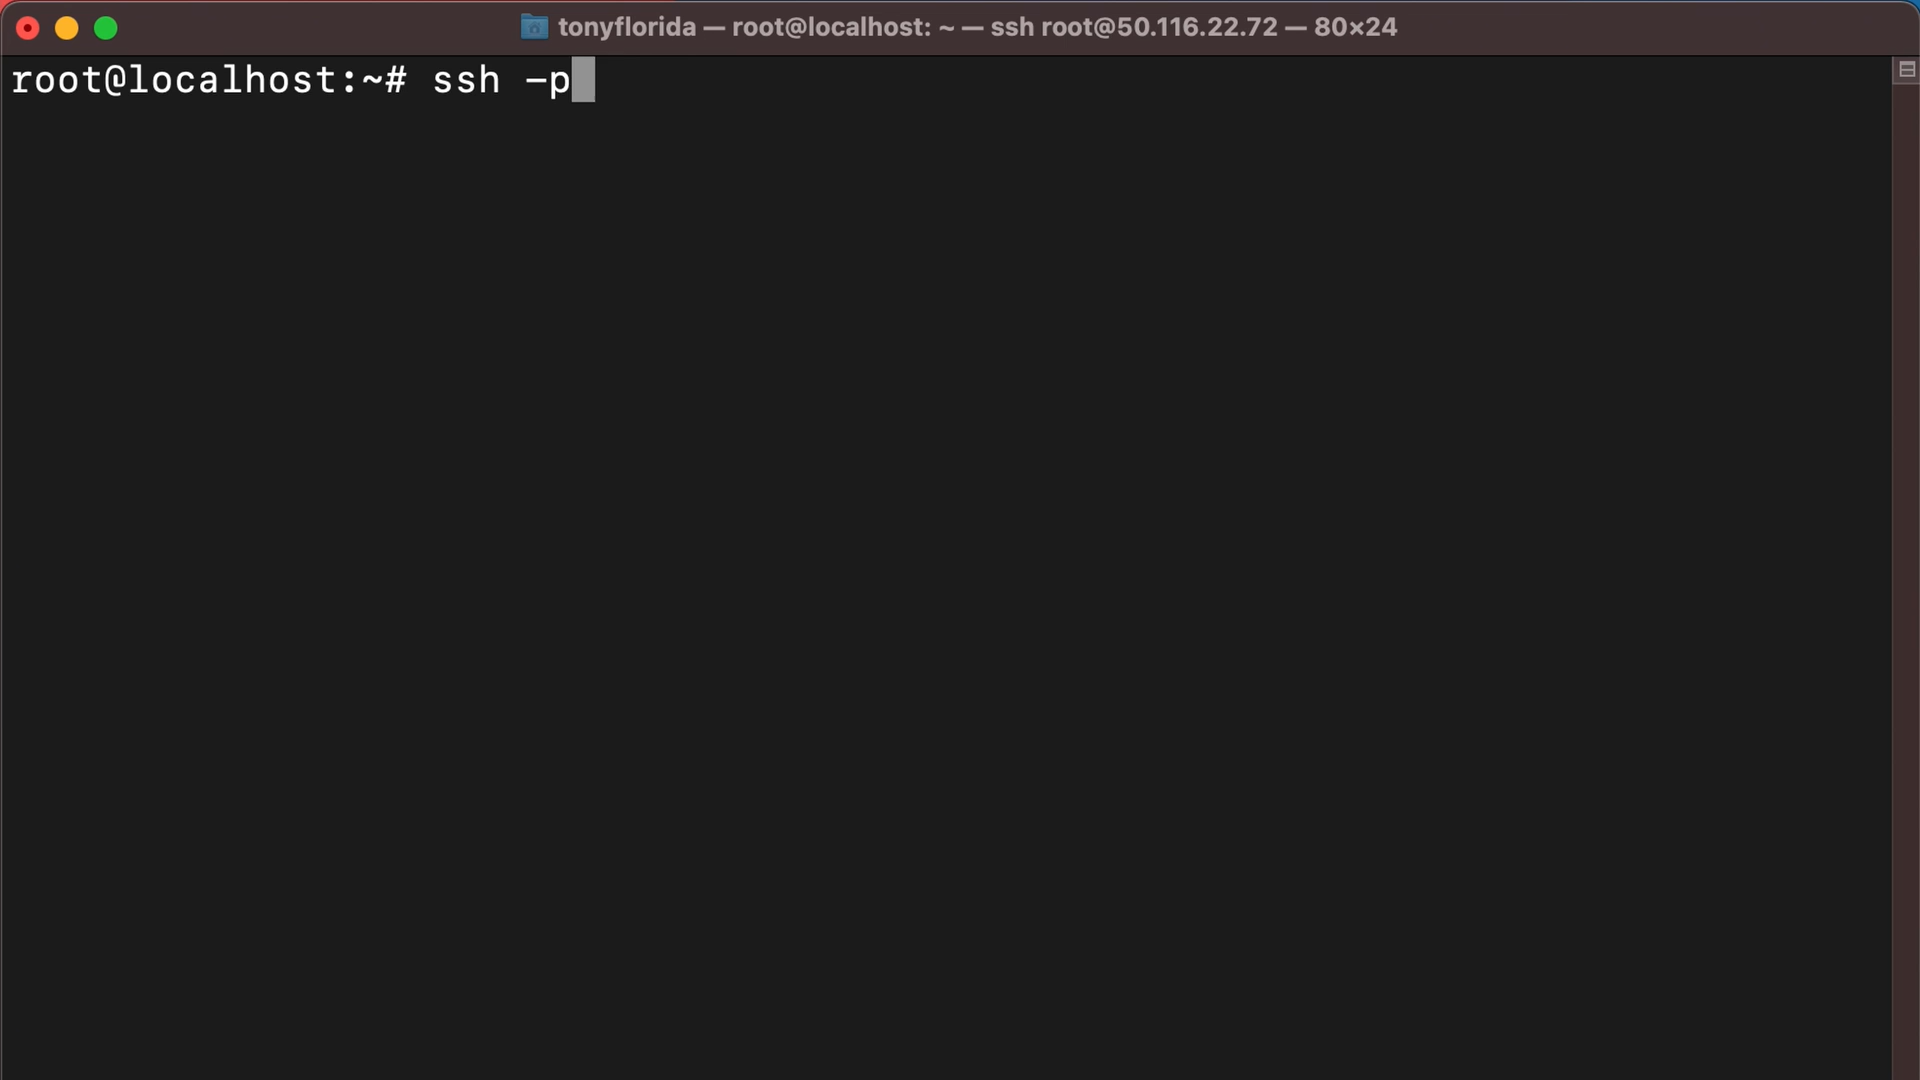 tonyflorida — root@localhost: ~ — ssh root@50.116.22.72 — 80×24
root@localhost:~# ssh -p